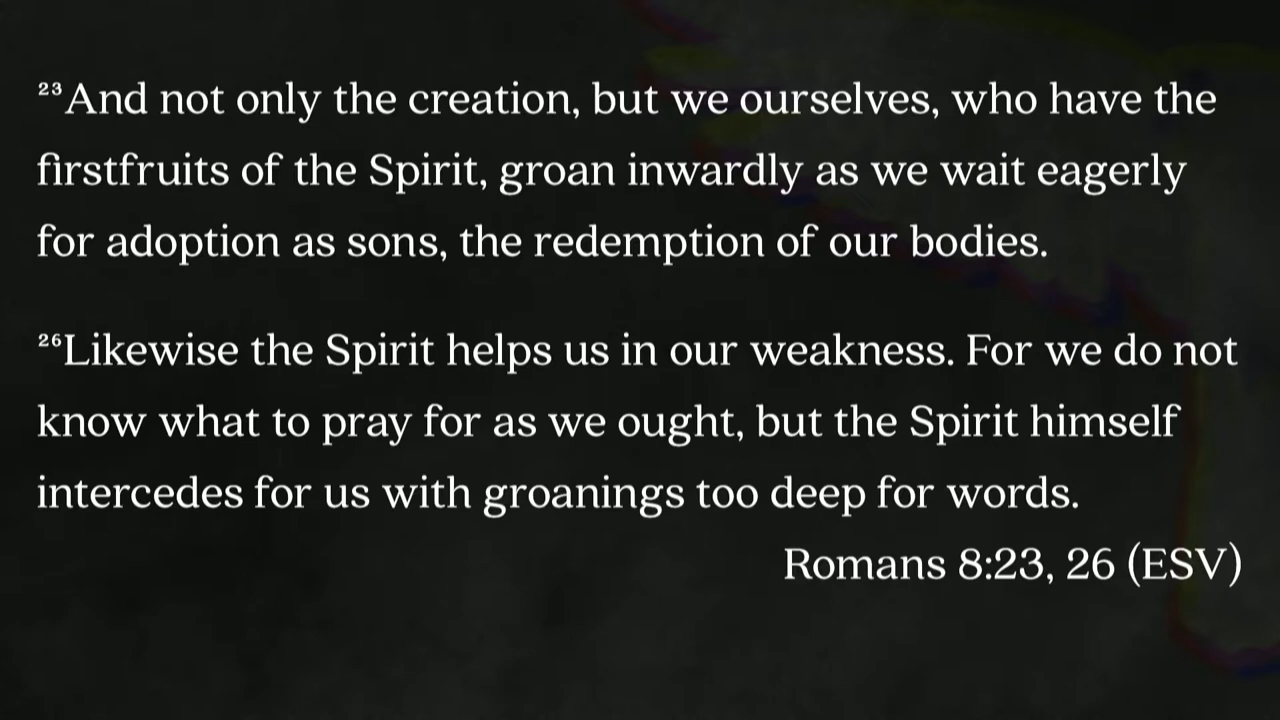 ²³And not only the creation, but we ourselves, who have the
firstfruits of the Spirit, groan inwardly as we wait eagerly
for adoption as sons, the redemption of our bodies.
²⁶Likewise the Spirit helps us in our weakness. For we do not
know what to pray for as we ought, but the Spirit himself
intercedes for us with groanings too deep for words.
Romans 8:23, 26 (ESV)